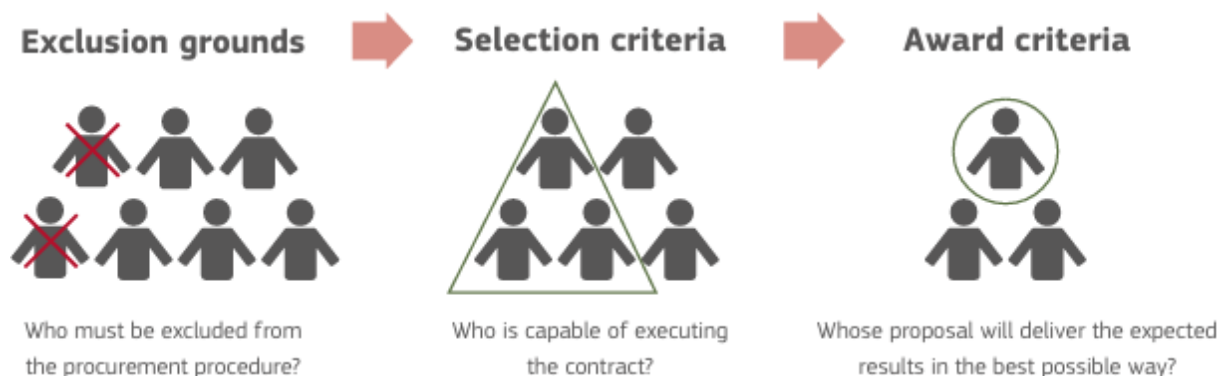 Exclusion grounds
Selection criteria
Award criteria
Who must be excluded from
the procurement procedure?
Who is capable of executing
the contract?
Whose proposal will deliver the expected
results in the best possible way?